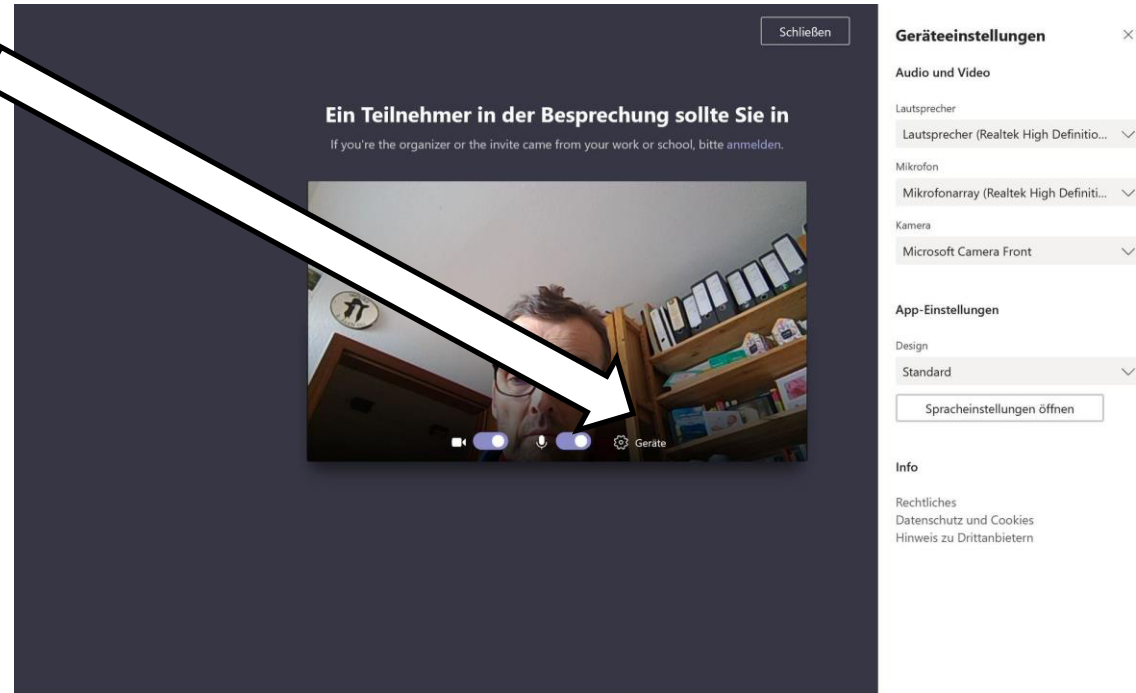 Schließen
Ein Teilnehmer in der Besprechung sollte Sie in
If you're the organizer or the invite came from your work or school, bitte anmelden.
Geräte
Geräteeinstellungen
Audio und Video
Lautsprecher
Lautsprecher (Realtek High Definitio...
Mikrofon
Mikrofonarray (Realtek High Definiti...
Kamera
Microsoft Camera Front
App-Einstellungen
Design
Standard
Spracheinstellungen öffnen
Info
Rechtliches
Datenschutz und Cookies
Hinweis zu Drittanbietern